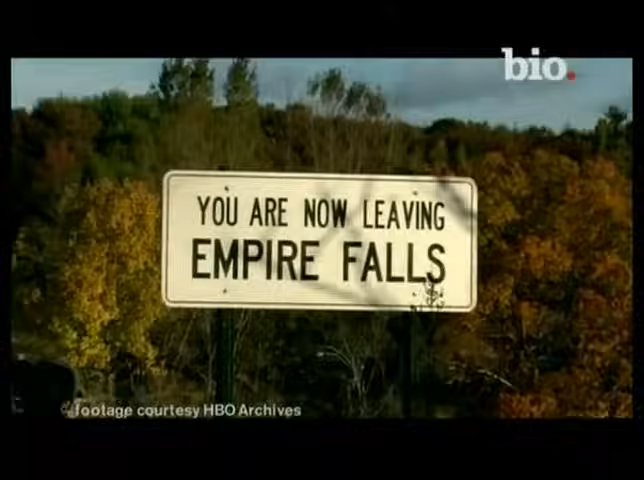 bio.
YOU ARE NOW LEAVING
EMPIRE FALLS
footage courtesy HBO Archives